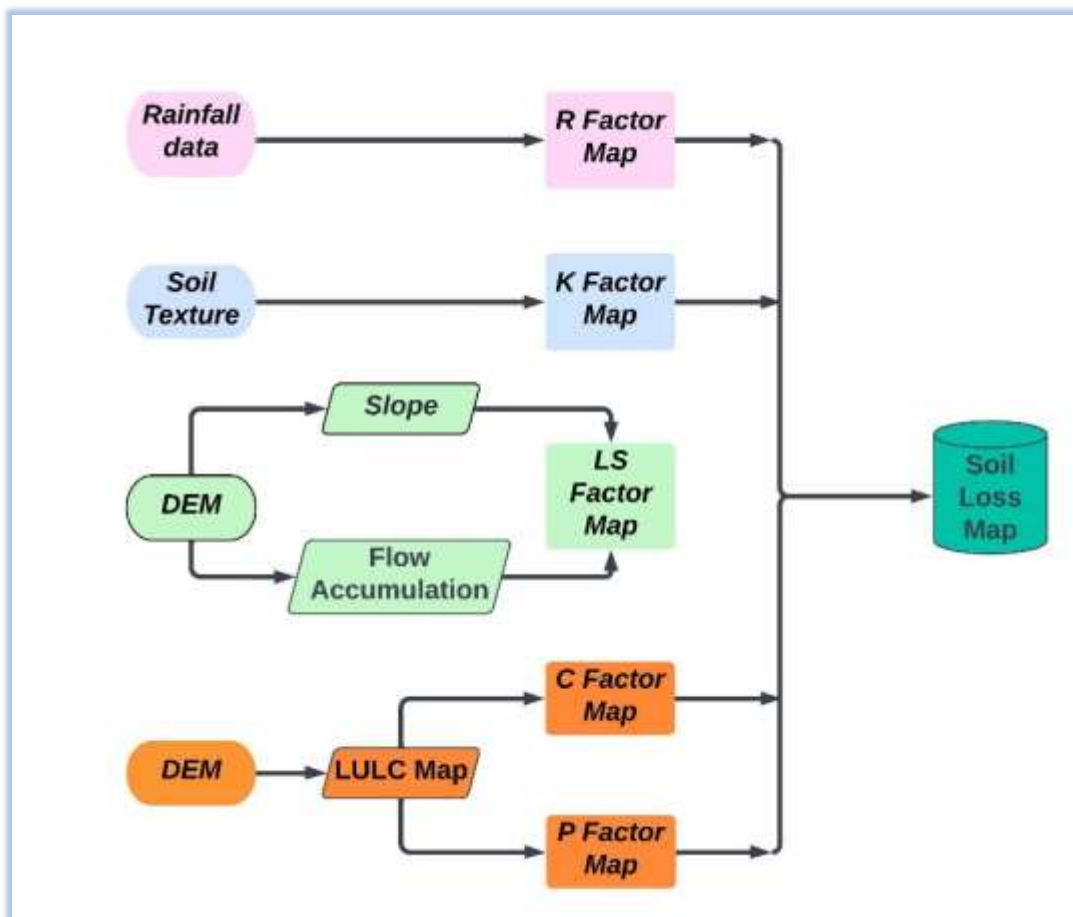 Rainfall
data
R Factor
Map
Soil
Texture
K Factor
Map
Slope
DEM
LS
Factor
Map
Flow
Accumulation
Soil
Loss
Map
C Factor
Map
DEM
LULC Map
P Factor
Map